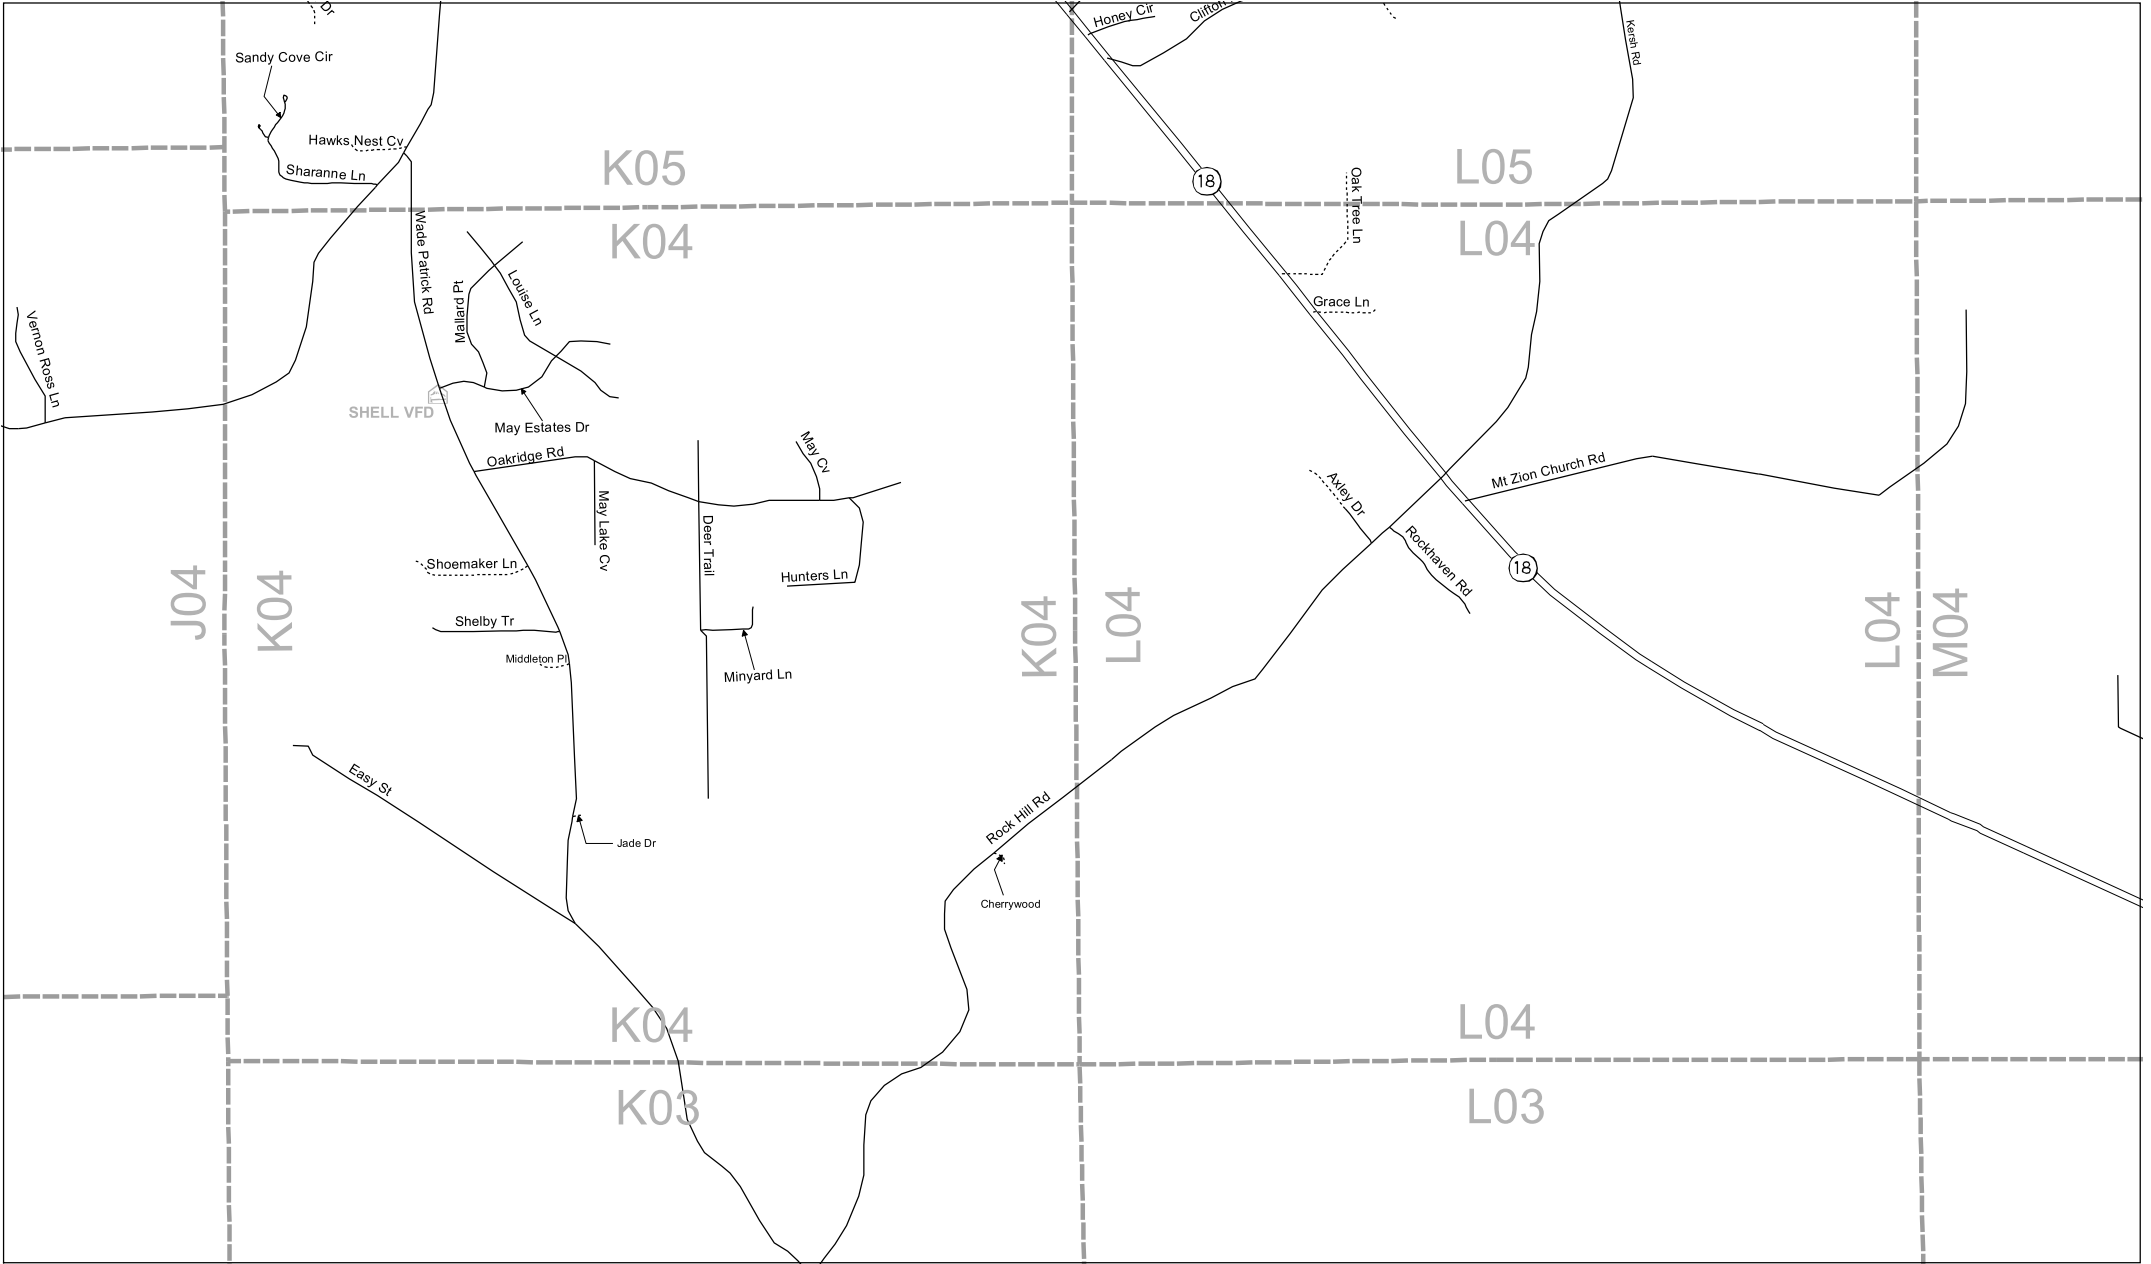 Dr
Honey Cir
Clifton
Kersh Rd
Sandy Cove Cir
Hawks Nest Cv
Sharanne Ln
K05
L05
18
Oak Tree Ln
Wade Patrick Rd
K04
L04
Mallard Pt
Louise Ln
Grace Ln
Vernon Ross Ln
SHELL VFD
May Estates Dr
Oakridge Rd
May Cv
Mt Zion Church Rd
Axley Dr
May Lake Cv
Deer Trail
Rockhaven Rd
Shoemaker Ln
Hunters Ln
18
J04
K04
K04
L04
L04
M04
Shelby Tr
Middleton Pl
Minyard Ln
Easy St
Rock Hill Rd
Jade Dr
Cherrywood
K04
L04
K03
L03